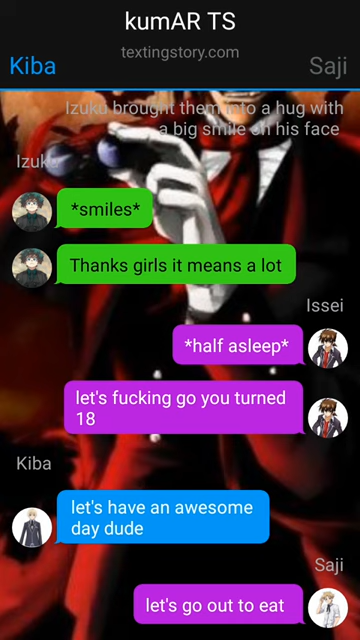 kumAR TS
textingstory.com
Kiba
Saji
Izuku brought them into a hug with
a big smile on his face
Izuku
*smiles*
Thanks girls it means a lot
Issei
*half asleep*
let's fucking go you turned
18
Kiba
let's have an awesome
day dude
Saji
let's go out to eat